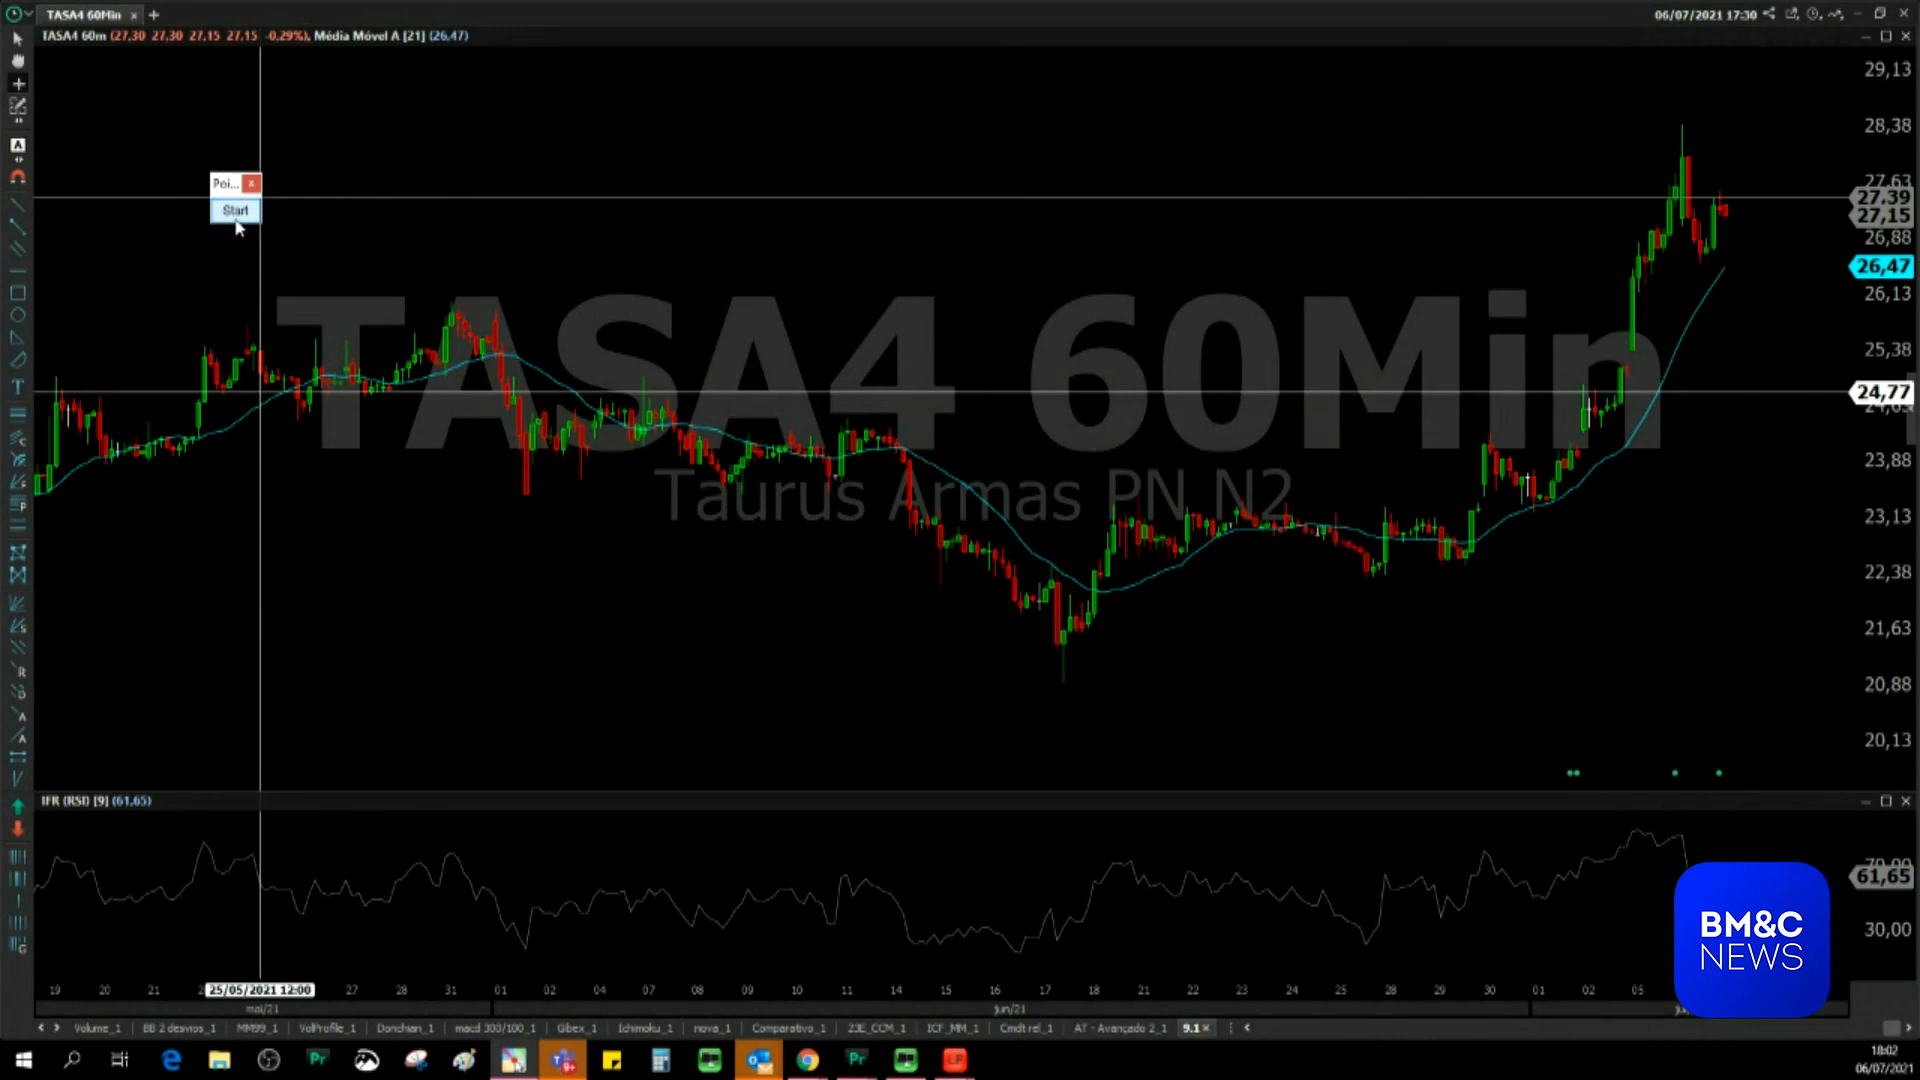 TASA4 60Min
06/07/2021 17:30
TASA4 60m (27,30 27,30 27,15 27,15 -0,29%), Média Móvel A [21] (26,47)
29,13
28,38
27,63
27,39
27,15
26,88
26,47
26,13
25,38
24,77
23,88
23,13
22,38
21,63
20,88
20,13
Poi...
Start
TASA4 60Min
Taurus Armas PN N2
IFR (RSI) [9] (61,65)
70,00
61,65
30,00
BM&C
NEWS
19 20 21 25/05/2021 12:00 27 28 31 01 02 04 07 08 09 10 11 14 15 16 17 18 21 22 23 24 25 28 29 30 01 02 05
mai/21 jun/21
Volume_1 BB 2 desvios_1 MM99_1 VolProfile_1 Donchian_1 macd 300/100_1 Gibex_1 Ichimoku_1 nova_1 Comparativo_1 23E_CCM_1 ICF_MM_1 Cmdt rel_1 AT - Avançado 2_1 9.1
18:02
06/07/2021